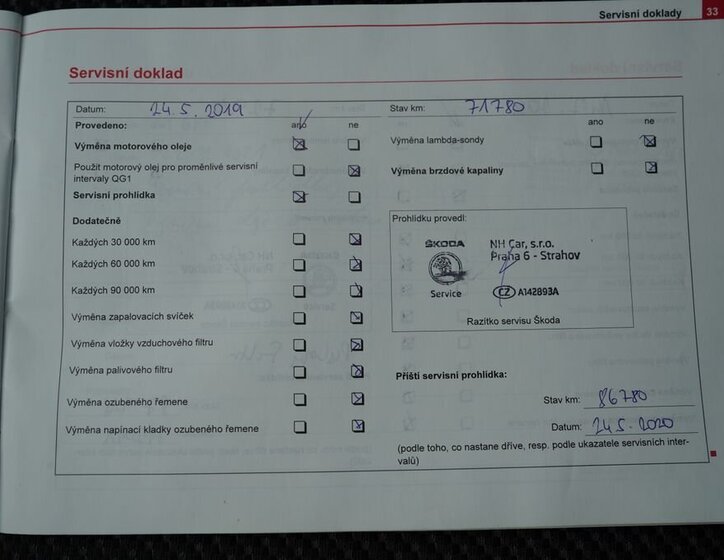 Servisní doklady 33
Servisní doklad
Datum: 24.5.2019
Stav km: 71780
Provedeno: ano ne
ano ne
Výměna motorového oleje
Výměna lambda-sondy
Použit motorový olej pro proměnlivé servisní
intervaly QG1
Výměna brzdové kapaliny
Servisní prohlídka
Dodatečně
Každých 30 000 km
Každých 60 000 km
Každých 90 000 km
Výměna zapalovacích svíček
Výměna vložky vzduchového filtru
Výměna palivového filtru
Výměna ozubeného řemene
Výměna napínací kladky ozubeného řemene
Prohlídku provedl:
ŠKODA
Service
NH Car, s.r.o.
Praha 6 - Strahov
CZ A142893A
Razítko servisu Škoda
Příští servisní prohlídka:
Stav km: 86780
Datum: 24.5.2020
(podle toho, co nastane dříve, resp. podle ukazatele servisních inter-
valů)